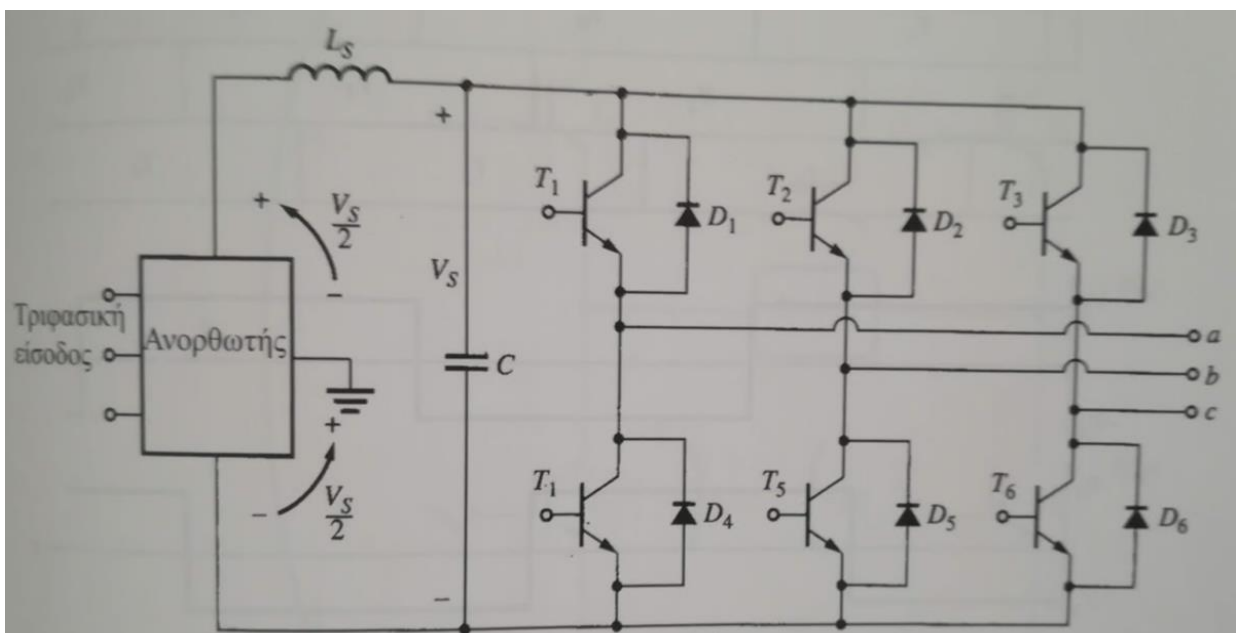 L_S
+
T_1
D_1
T_2
D_2
T_3
D_3
+
V_S/2
−
V_S
Τριφασική
είσοδος
Ανορθωτής
C
a
b
c
+
V_S/2
−
T_1
D_4
T_5
D_5
T_6
D_6
−